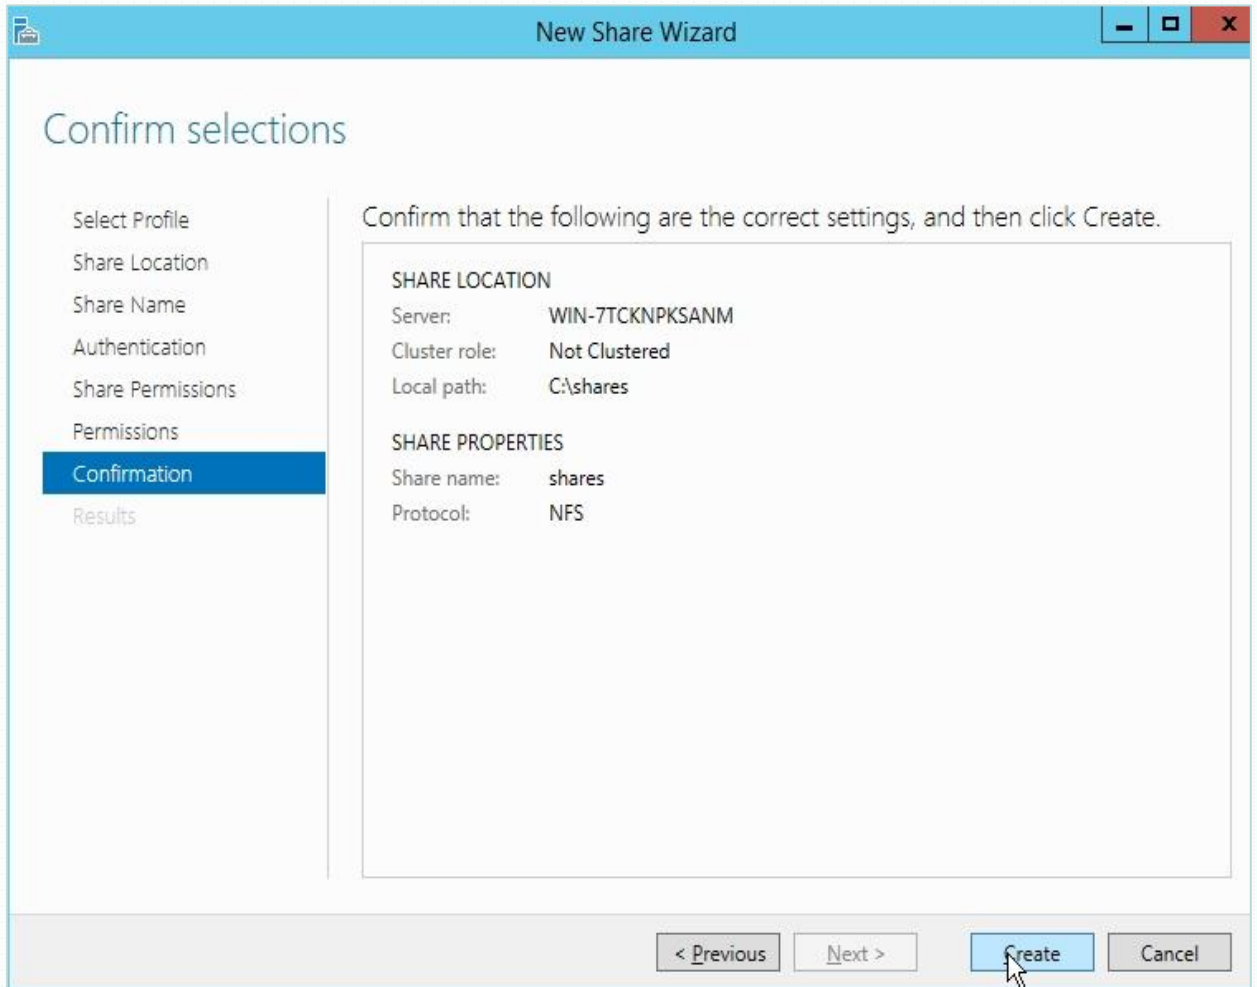 New Share Wizard
Confirm selections
Select Profile
Share Location
Share Name
Authentication
Share Permissions
Permissions
Confirmation
Results
Confirm that the following are the correct settings, and then click Create.
SHARE LOCATION
Server: WIN-7TCKNPKSANM
Cluster role: Not Clustered
Local path: C:\shares
SHARE PROPERTIES
Share name: shares
Protocol: NFS
< Previous Next > Create Cancel